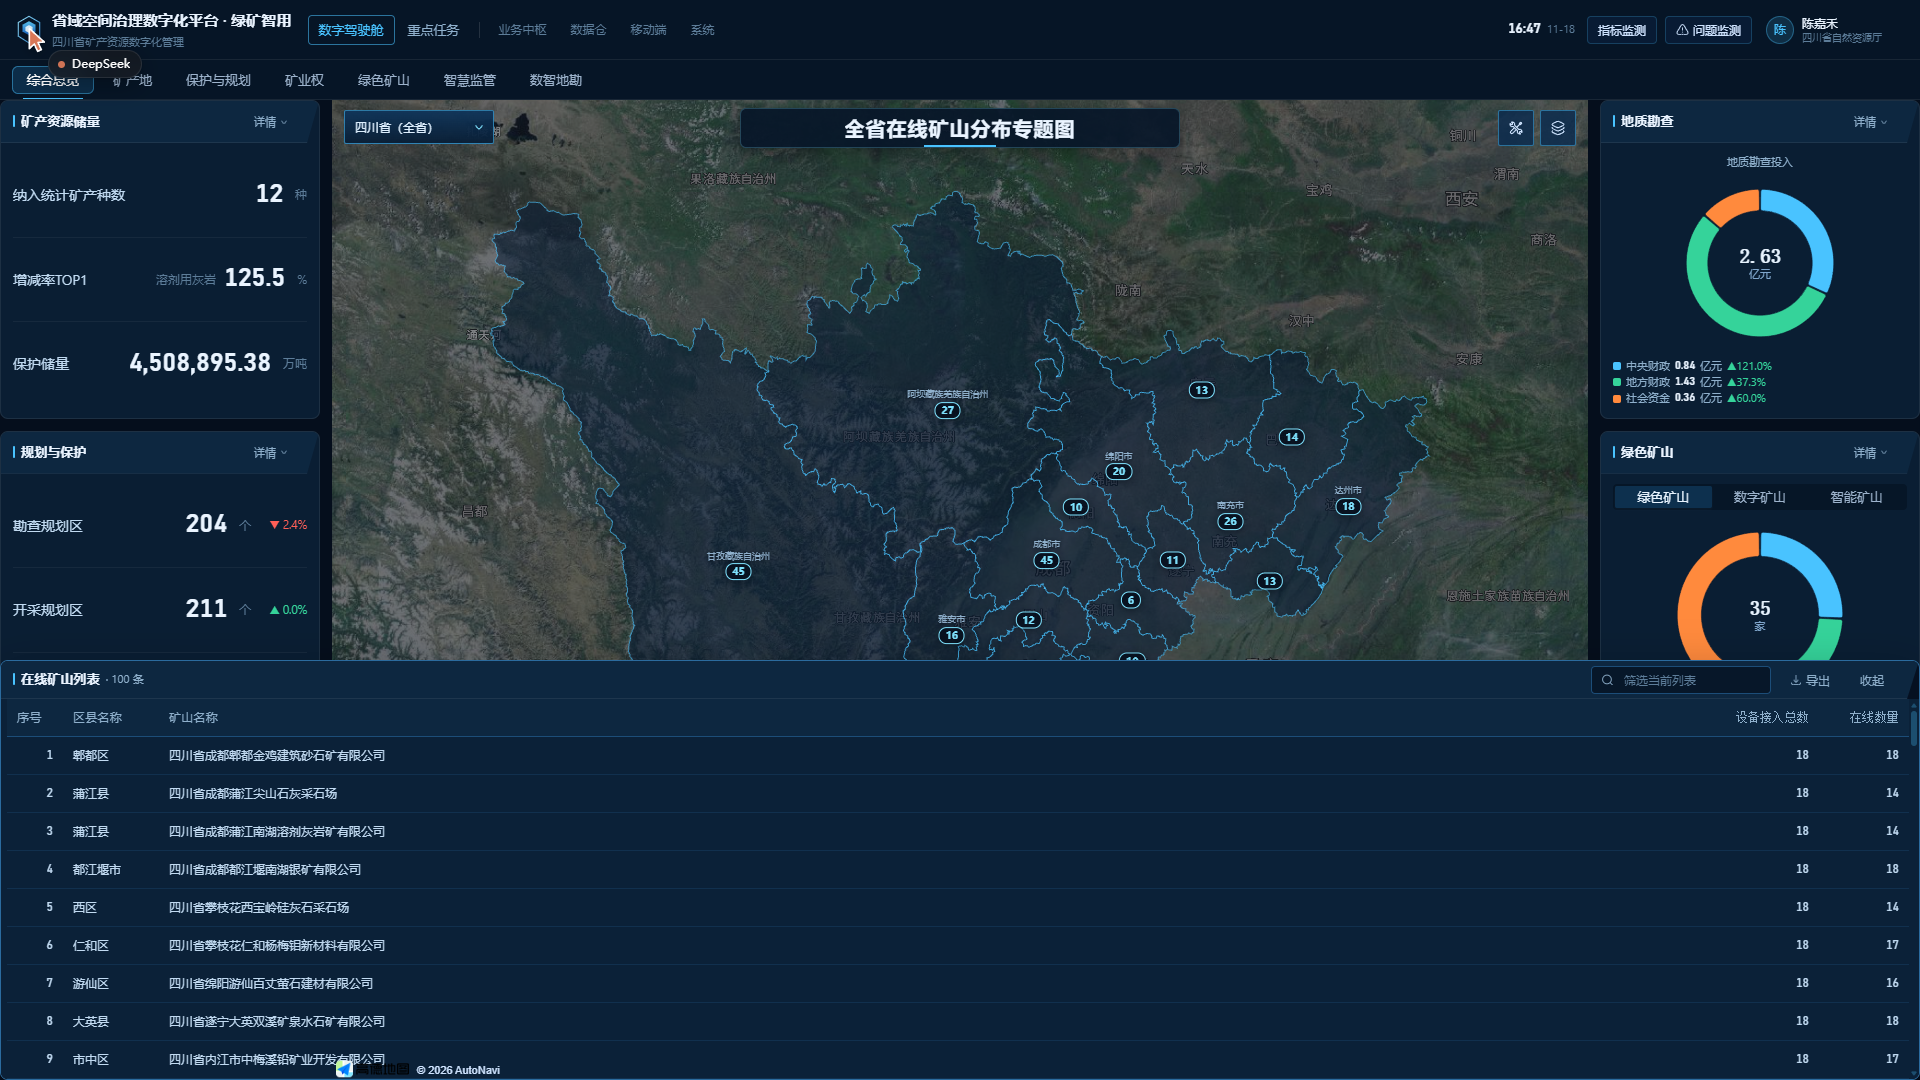 省域空间治理数字化平台 · 绿矿智用
四川省矿产资源数字化管理
数字驾驶舱
重点任务
业务中枢
数据仓
移动端
系统
16:47 11-18
指标监测
问题监测
陈
陈嘉禾
四川省自然资源厅
DeepSeek
综合总览
矿产地
保护与规划
矿业权
绿色矿山
智慧监管
数智地勘
矿产资源储量
详情
纳入统计矿产种数 12 种
增减率TOP1 溶剂用灰岩 125.5 %
保护储量 4,508,895.38 万吨
规划与保护
详情
勘查规划区 204 个 ▼2.4%
开采规划区 211 个 ▲0.0%
四川省（全省）
全省在线矿山分布专题图
铜川
天水
渭南
果洛藏族自治州
宝鸡
西安
商洛
陇南
汉中
通天河
安康
13
阿坝藏族羌族自治州
27
阿坝藏族羌族自治州
14
绵阳市
20
达州市
18
昌都
10
南充市
26
南充
成都市
45
成都
甘孜藏族自治州
45
11
13
6
恩施土家族苗族自治州
甘孜藏族自治州
12
雅安市
16
地质勘查
详情
地质勘查投入
2.63
亿元
中央财政 0.84 亿元 ▲121.0%
地方财政 1.43 亿元 ▲37.3%
社会资金 0.36 亿元 ▲60.0%
绿色矿山
详情
绿色矿山
数字矿山
智能矿山
35
家
在线矿山列表 · 100 条
筛选当前列表
导出
收起
序号 区县名称 矿山名称 设备接入总数 在线数量
1 郫都区 四川省成都郫都金鸡建筑砂石矿有限公司 18 18
2 蒲江县 四川省成都蒲江尖山石灰采石场 18 14
3 蒲江县 四川省成都蒲江南湖溶剂灰岩矿有限公司 18 14
4 都江堰市 四川省成都都江堰南湖银矿有限公司 18 18
5 西区 四川省攀枝花西宝岭硅灰石采石场 18 14
6 仁和区 四川省攀枝花仁和杨梅钼新材料有限公司 18 17
7 游仙区 四川省绵阳游仙百丈萤石建材有限公司 18 16
8 大英县 四川省遂宁大英双溪矿泉水石矿有限公司 18 18
9 市中区 四川省内江市中梅溪铅矿业开发有限公司 18 17
高德地图 © 2026 AutoNavi